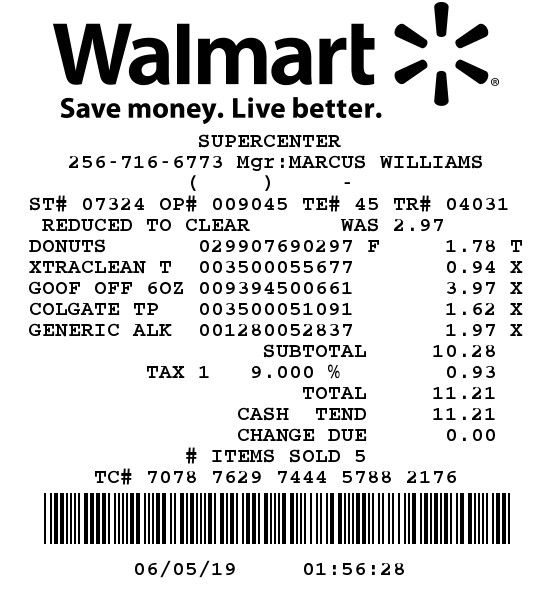 Walmart
Save money. Live better.
SUPERCENTER
256-716-6773 Mgr:MARCUS WILLIAMS
( ) -
ST# 07324 OP# 009045 TE# 45 TR# 04031
REDUCED TO CLEAR WAS 2.97
DONUTS 029907690297 F 1.78 T
XTRACLEAN T 003500055677 0.94 X
GOOF OFF 6OZ 009394500661 3.97 X
COLGATE TP 003500051091 1.62 X
GENERIC ALK 001280052837 1.97 X
SUBTOTAL 10.28
TAX 1 9.000 % 0.93
TOTAL 11.21
CASH TEND 11.21
CHANGE DUE 0.00
# ITEMS SOLD 5
TC# 7078 7629 7444 5788 2176
06/05/19 01:56:28